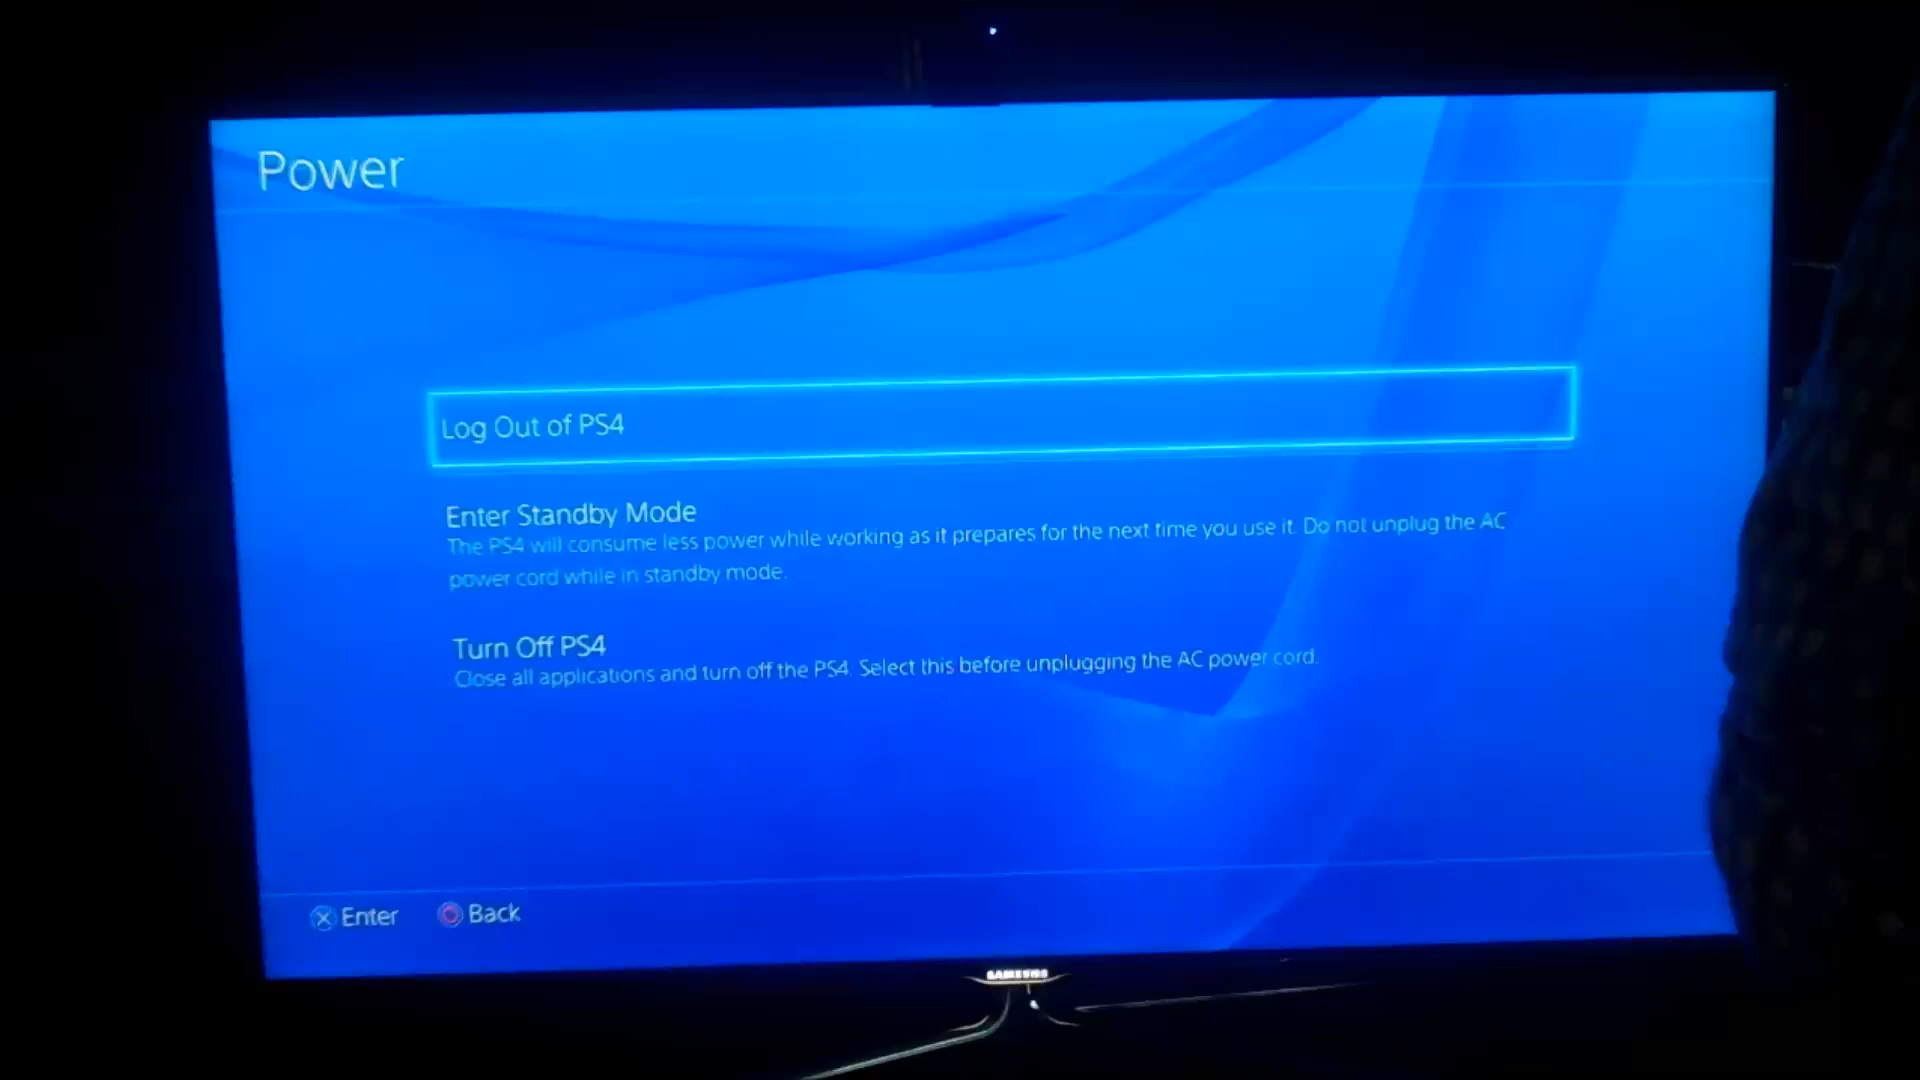 Power
Log Out of PS4
Enter Standby Mode
The PS4 will consume less power while working as it prepares for the next time you use it. Do not unplug the AC
power cord while in standby mode.
Turn Off PS4
Close all applications and turn off the PS4. Select this before unplugging the AC power cord.
Enter Back
SAMSUNG